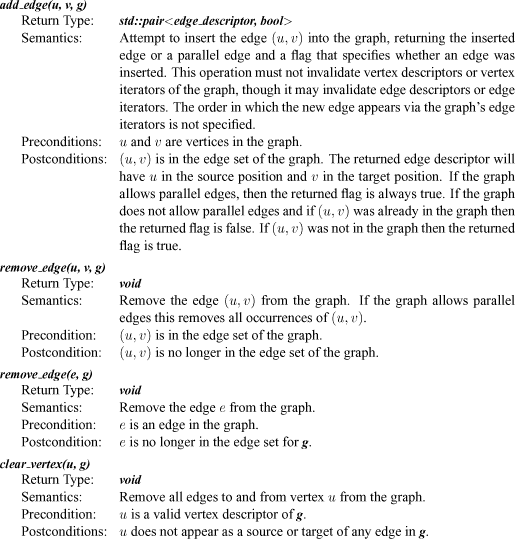 add_edge(u, v, g)
Return Type: std::pair<edge_descriptor, bool>
Semantics: Attempt to insert the edge (u, v) into the graph, returning the inserted
edge or a parallel edge and a flag that specifies whether an edge was
inserted. This operation must not invalidate vertex descriptors or vertex
iterators of the graph, though it may invalidate edge descriptors or edge
iterators. The order in which the new edge appears via the graph's edge
iterators is not specified.
Preconditions: u and v are vertices in the graph.
Postconditions: (u, v) is in the edge set of the graph. The returned edge descriptor will
have u in the source position and v in the target position. If the graph
allows parallel edges, then the returned flag is always true. If the graph
does not allow parallel edges and if (u, v) was already in the graph then
the returned flag is false. If (u, v) was not in the graph then the returned
flag is true.
remove_edge(u, v, g)
Return Type: void
Semantics: Remove the edge (u, v) from the graph. If the graph allows parallel
edges this removes all occurrences of (u, v).
Precondition: (u, v) is in the edge set of the graph.
Postcondition: (u, v) is no longer in the edge set of the graph.
remove_edge(e, g)
Return Type: void
Semantics: Remove the edge e from the graph.
Precondition: e is an edge in the graph.
Postcondition: e is no longer in the edge set for g.
clear_vertex(u, g)
Return Type: void
Semantics: Remove all edges to and from vertex u from the graph.
Precondition: u is a valid vertex descriptor of g.
Postconditions: u does not appear as a source or target of any edge in g.